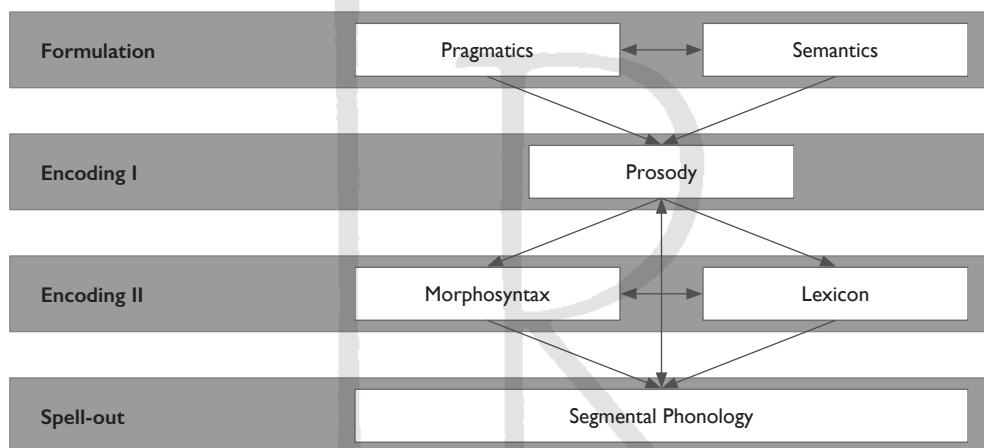 Formulation
Pragmatics
Semantics
Encoding I
Prosody
Encoding II
Morphosyntax
Lexicon
Spell-out
Segmental Phonology